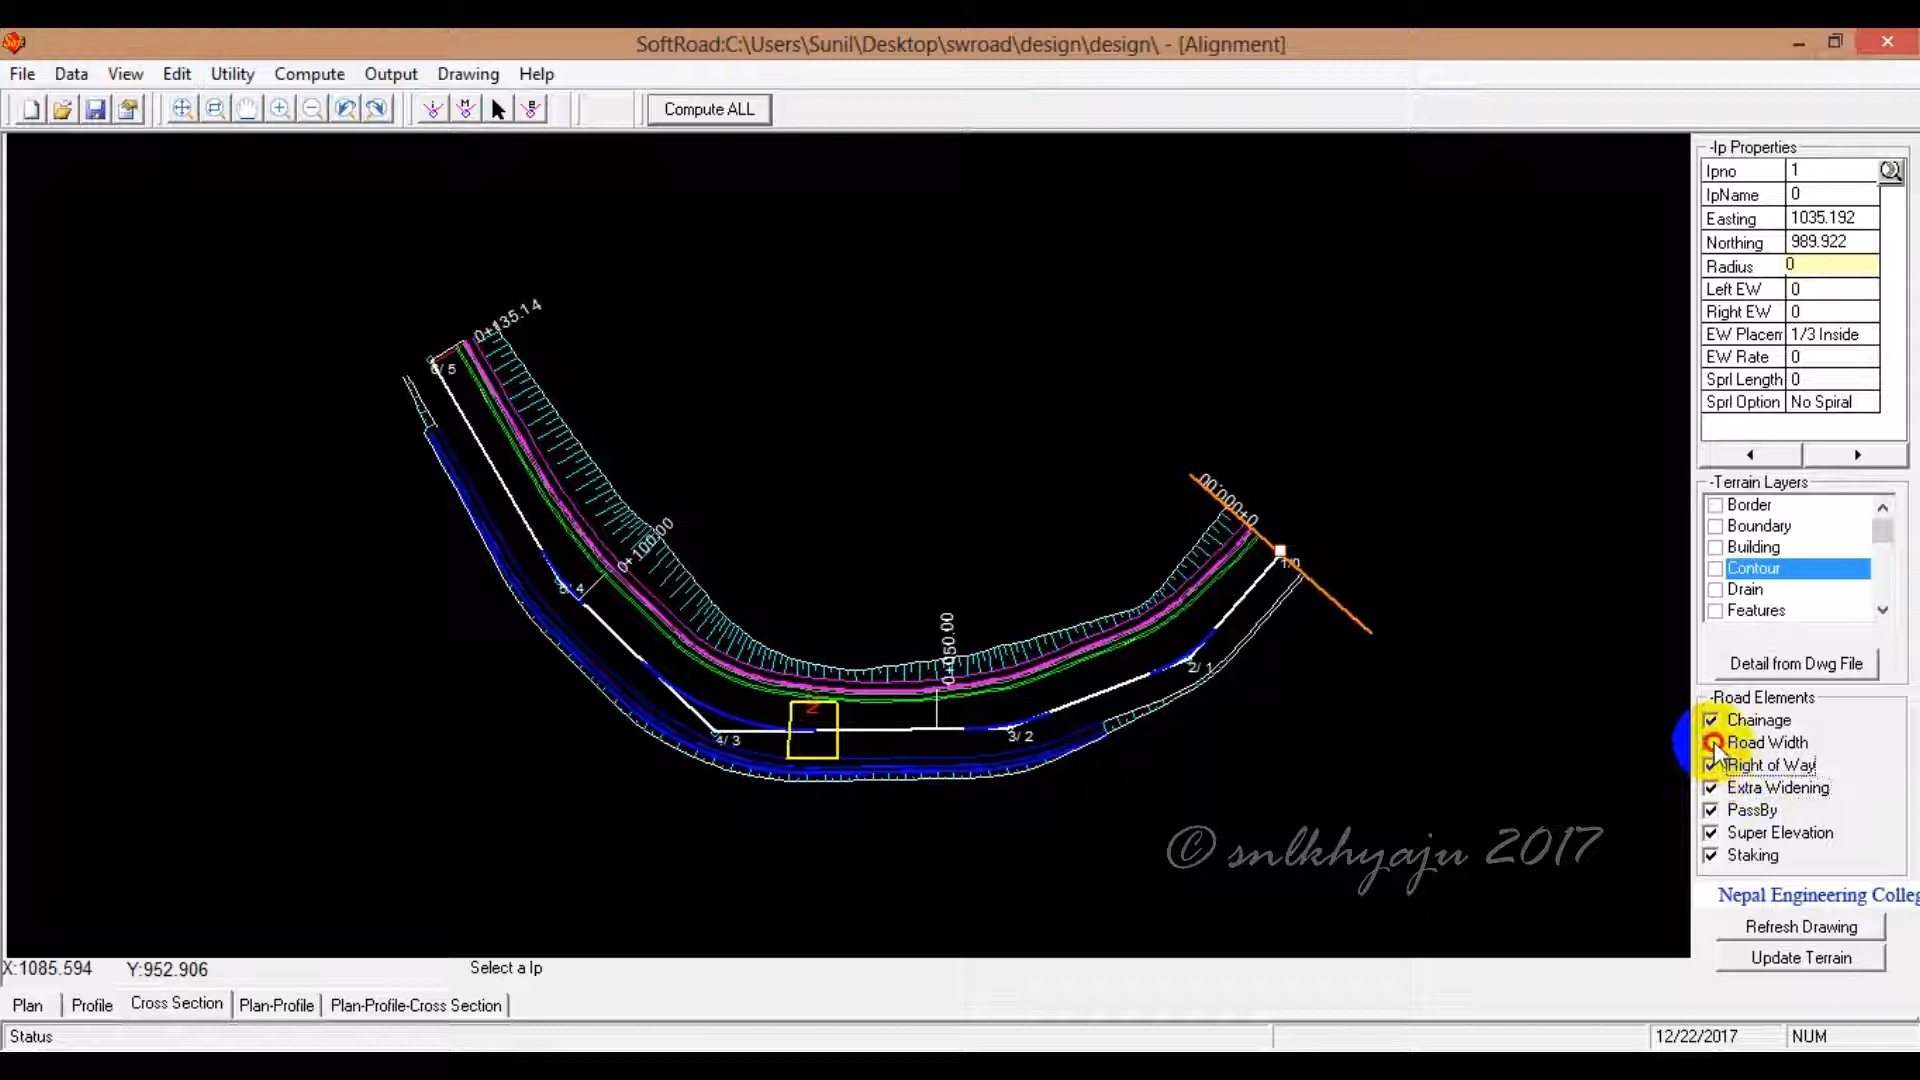 SoftRoad:C:\Users\Sunil\Desktop\swroad\design\design\ - [Alignment]
File Data View Edit Utility Compute Output Drawing Help
Compute ALL
-Ip Properties
Ipno 1
IpName 0
Easting 1035.192
Northing 989.922
Radius 0
Left EW 0
Right EW 0
EW Placem 1/3 Inside
EW Rate 0
Sprl Length 0
Sprl Option No Spiral
-Terrain Layers
Border
Boundary
Building
Contour
Drain
Features
Detail from Dwg File
-Road Elements
Chainage
Road Width
Right of Way
Extra Widening
PassBy
Super Elevation
Staking
Nepal Engineering Colleg
Refresh Drawing
Update Terrain
0+135.14
6/ 5
0+100.00
5/ 4
0+050.00
4/ 3
3/ 2
2/ 1
0+000.00
1/0
© snlkhyaju 2017
X:1085.594 Y:952.906 Select a Ip
Plan Profile Cross Section Plan-Profile Plan-Profile-Cross Section
Status 12/22/2017 NUM